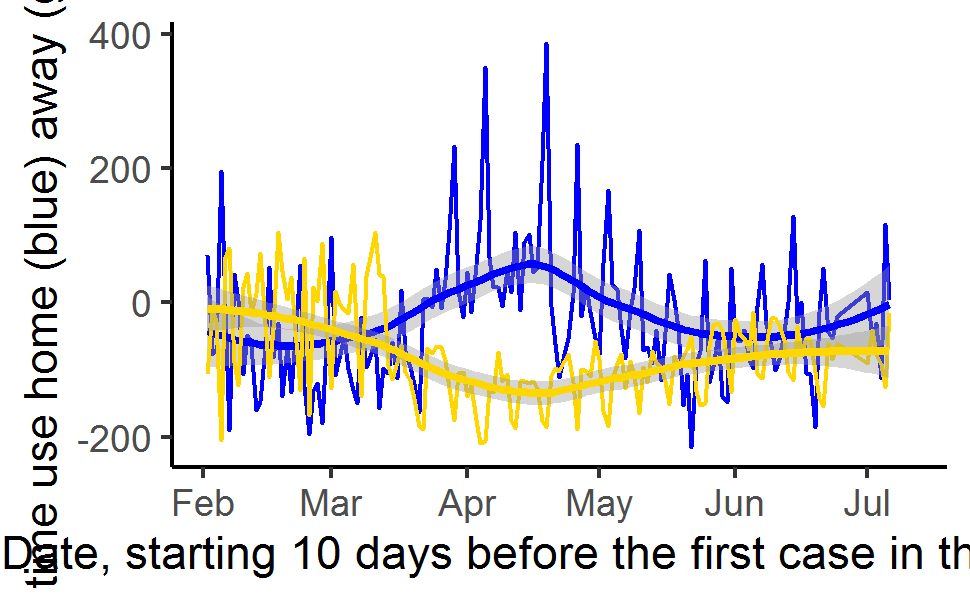 time use home (blue) away (
400
200
0
-200
Feb Mar Apr May Jun Jul
Date, starting 10 days before the first case in th